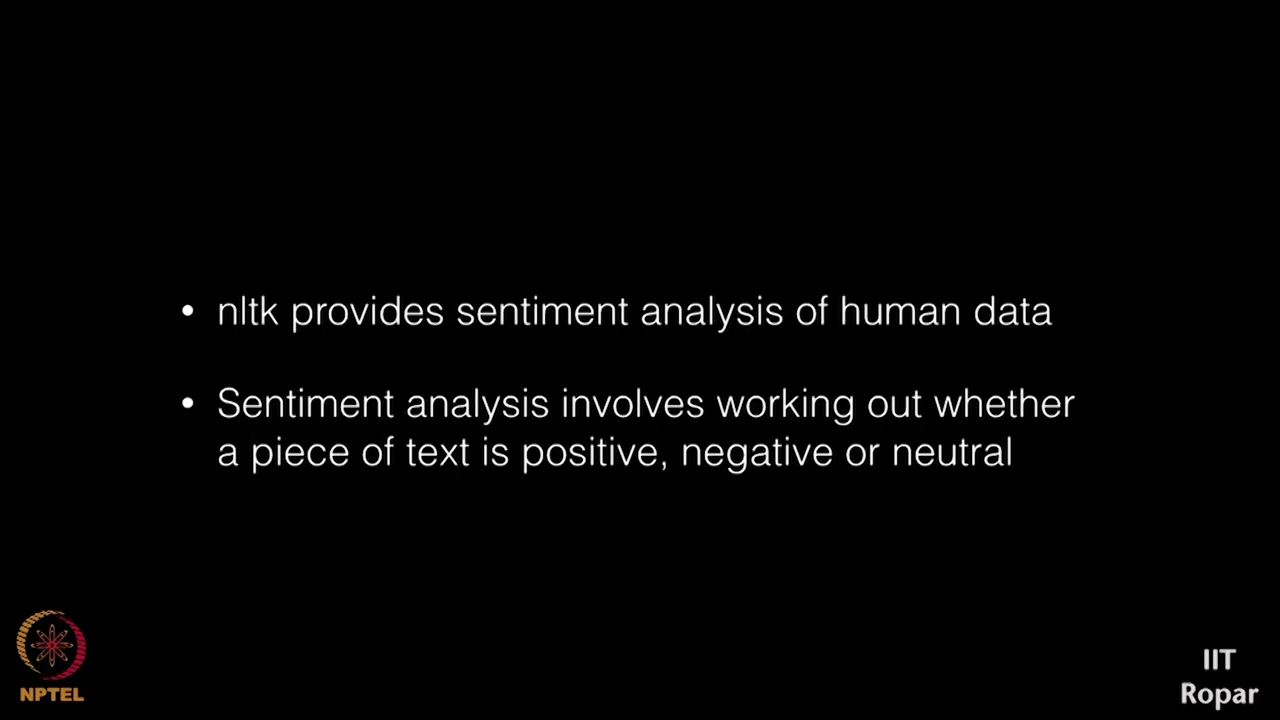 • nltk provides sentiment analysis of human data
• Sentiment analysis involves working out whether
a piece of text is positive, negative or neutral
NPTEL
IIT
Ropar